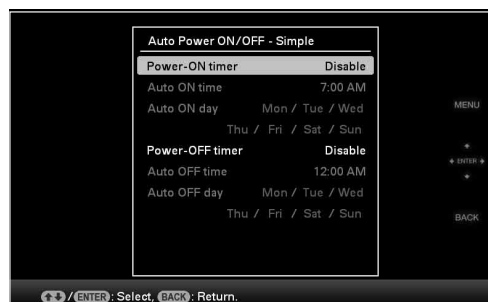 Auto Power ON/OFF - Simple
Power-ON timer Disable
Auto ON time 7:00 AM
Auto ON day Mon / Tue / Wed
Thu / Fri / Sat / Sun
Power-OFF timer Disable
Auto OFF time 12:00 AM
Auto OFF day Mon / Tue / Wed
Thu / Fri / Sat / Sun
MENU
ENTER
BACK
/ENTER: Select, BACK: Return.